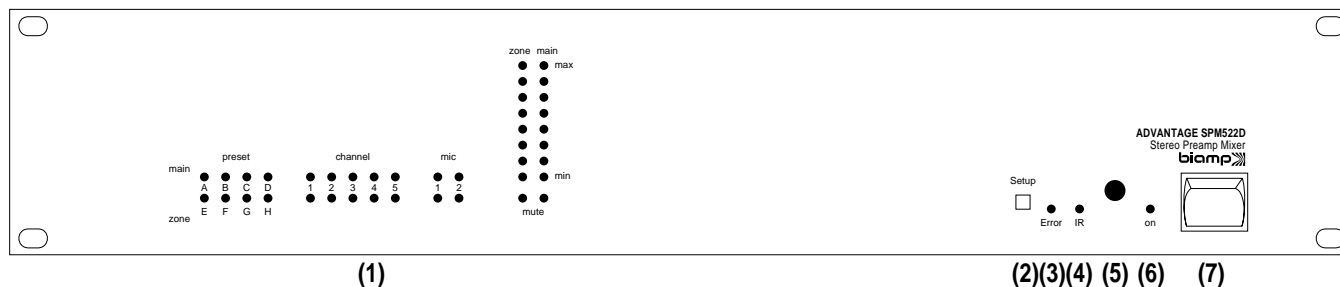 zone main
max
ADVANTAGE SPM522D
Stereo Preamp Mixer
biamp
preset channel mic
main
A B C D 1 2 3 4 5 1 2
min
Setup
E F G H mute
zone
Error IR on
(1) (2) (3) (4) (5) (6) (7)